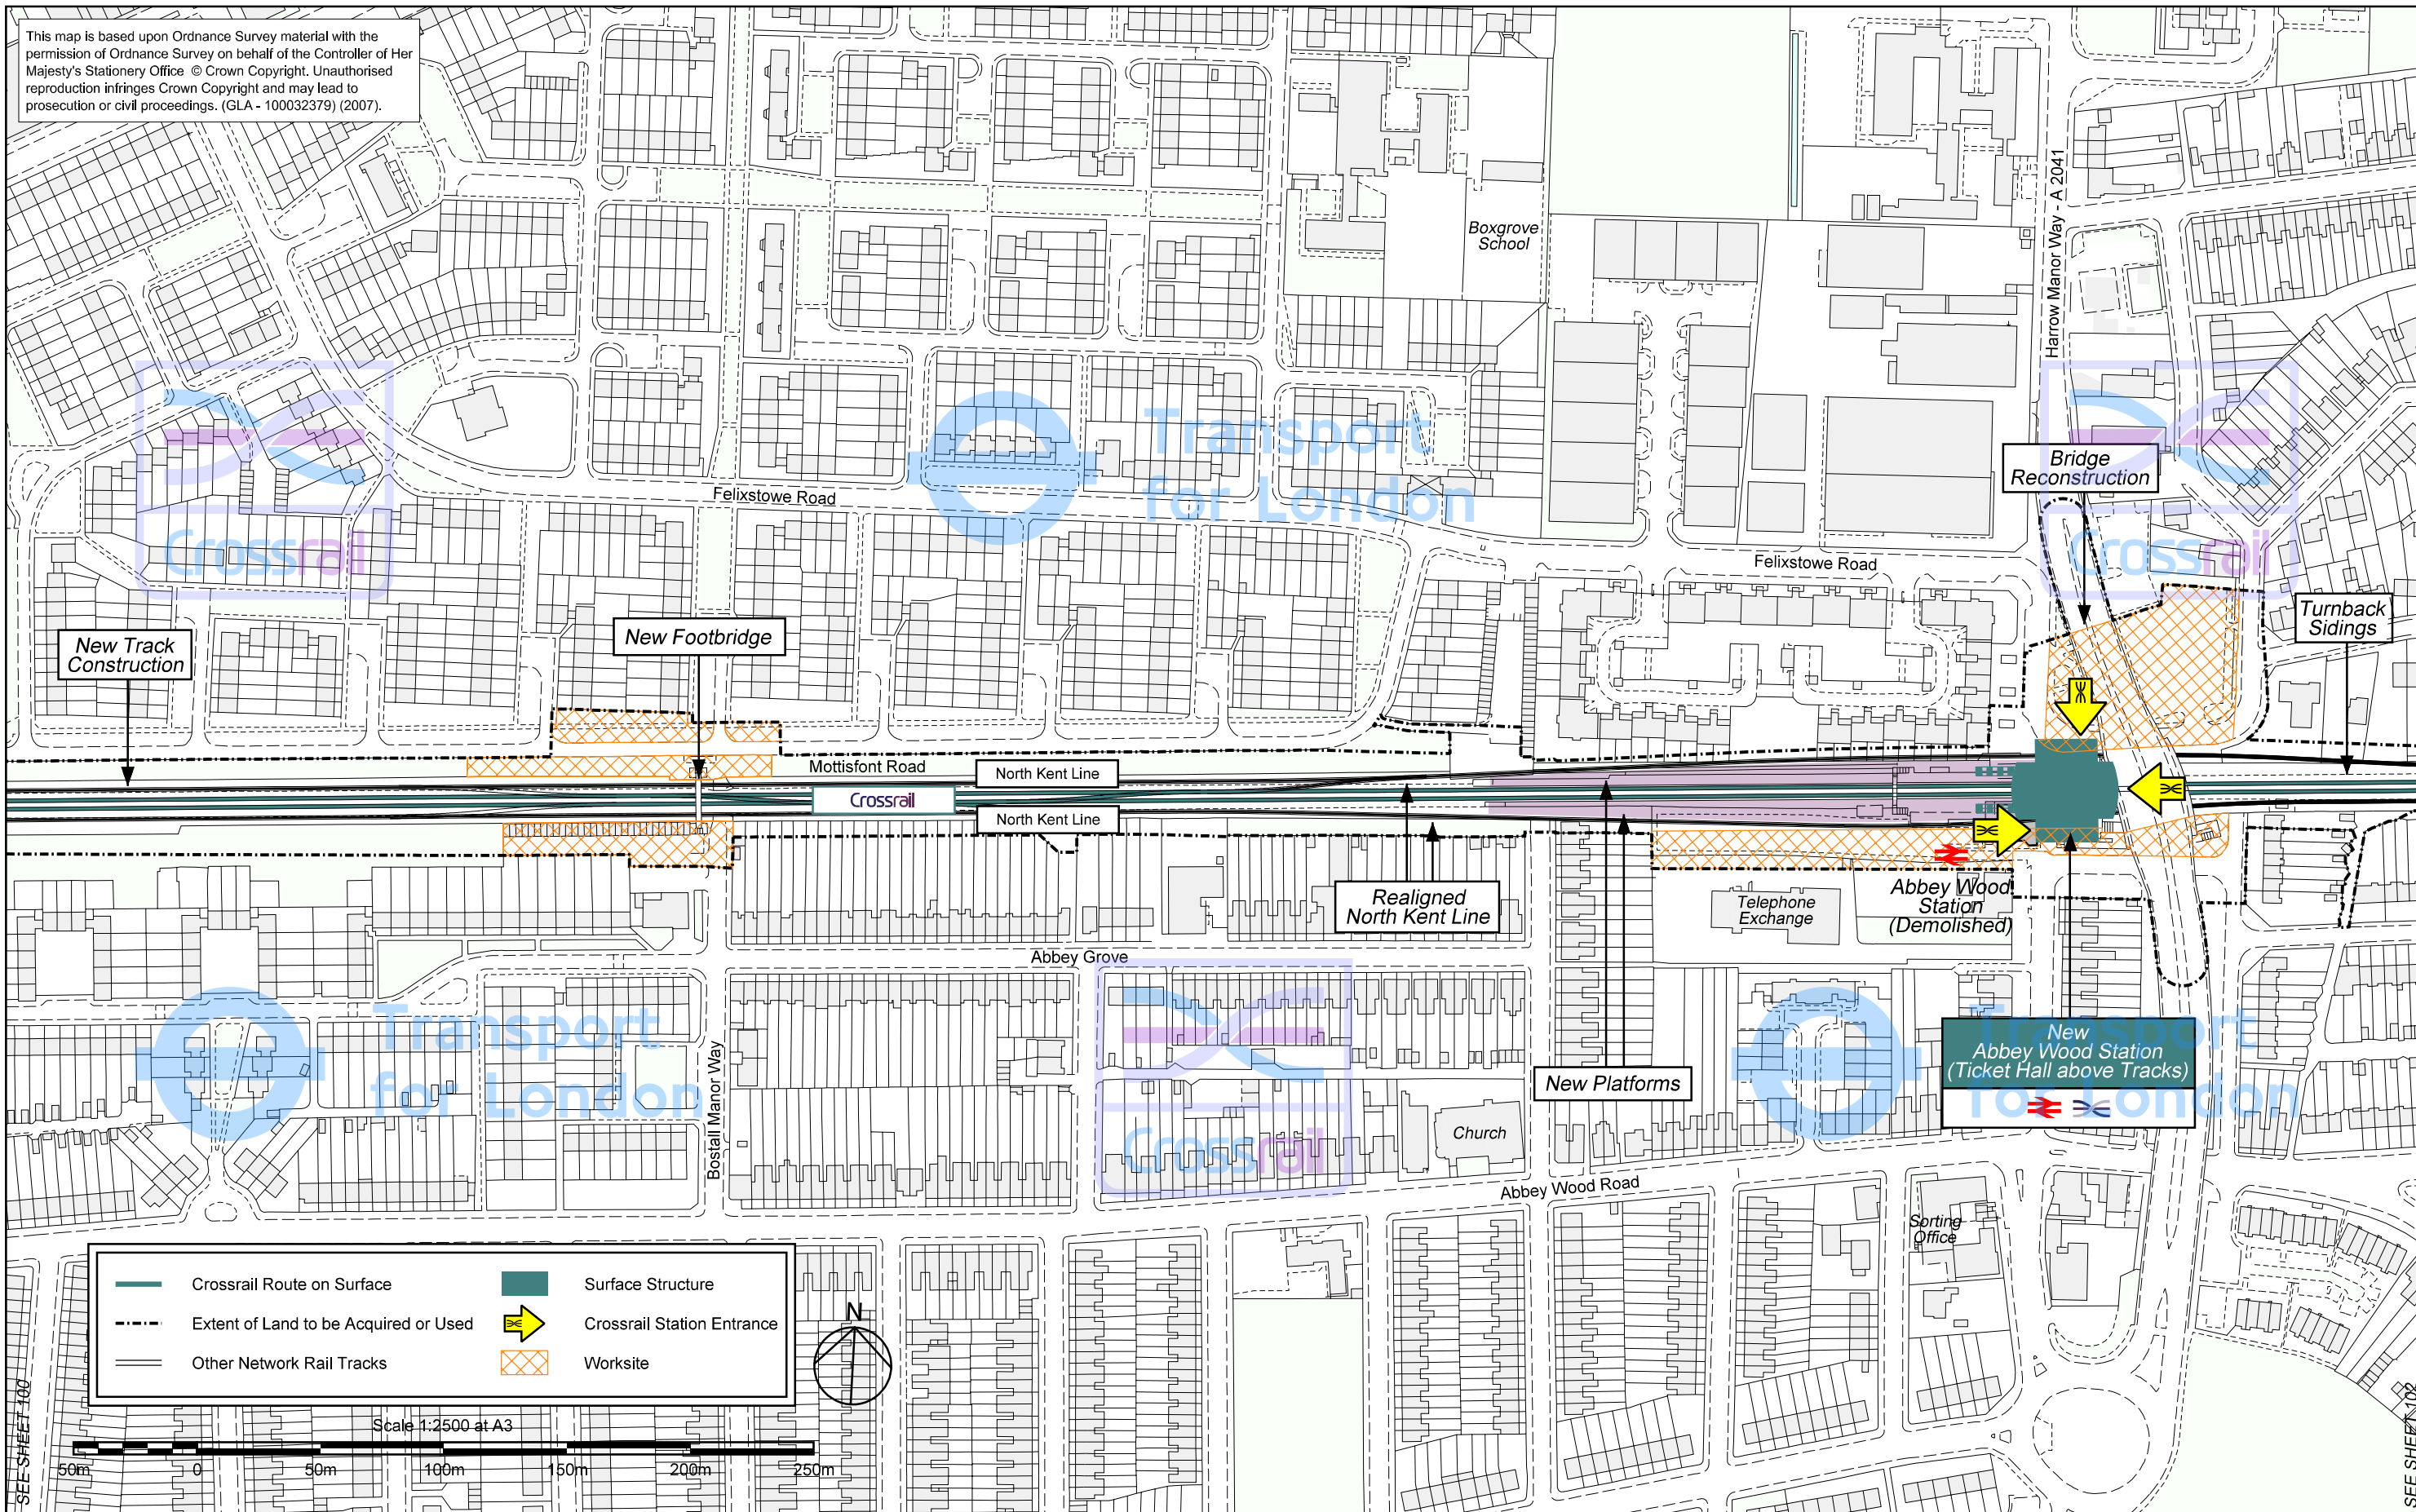 This map is based upon Ordnance Survey material with the
permission of Ordnance Survey on behalf of the Controller of Her
Majesty's Stationery Office © Crown Copyright. Unauthorised
reproduction infringes Crown Copyright and may lead to
prosecution or civil proceedings. (GLA - 100032379) (2007).
Boxgrove
School
Harrow Manor Way - A 2041
Transport
for London
Crossrail
Crossrail
Bridge
Reconstruction
Felixstowe Road
Felixstowe Road
New Track
Construction
New Footbridge
Turnback
Sidings
Mottisfont Road
North Kent Line
Crossrail
North Kent Line
Realigned
North Kent Line
Telephone
Exchange
Abbey Wood
Station
(Demolished)
Abbey Grove
Transport
for London
Crossrail
Transport
for London
New
Abbey Wood Station
(Ticket Hall above Tracks)
New Platforms
Bostall Manor Way
Church
Abbey Wood Road
Sorting
Office
Crossrail Route on Surface
Surface Structure
Extent of Land to be Acquired or Used
Crossrail Station Entrance
Other Network Rail Tracks
Worksite
N
Scale 1:2500 at A3
50m 0 50m 100m 150m 200m 250m
SEE SHEET 100
SEE SHEET 102